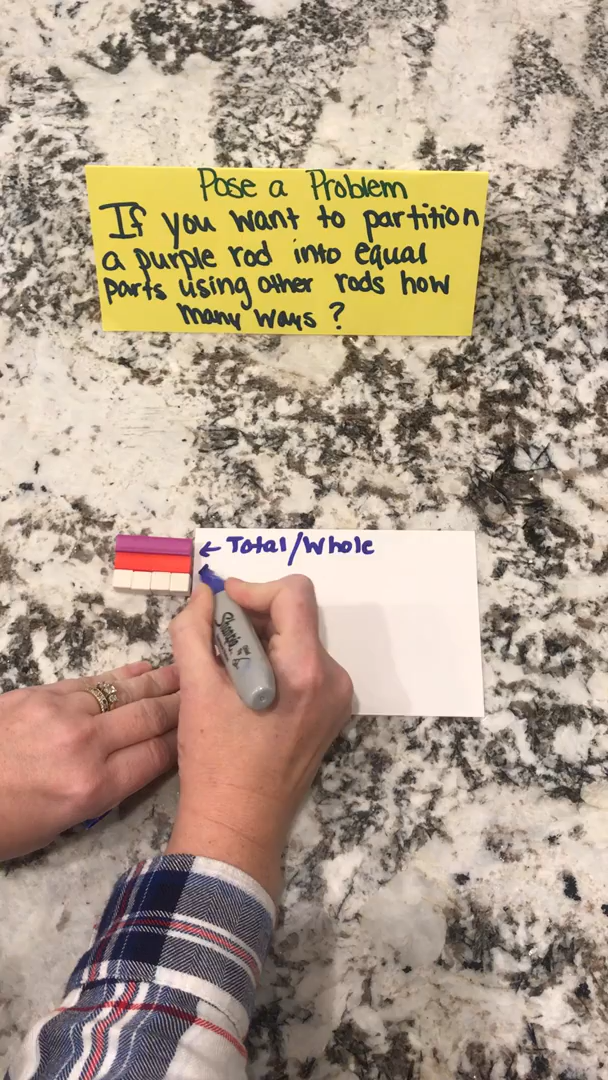 Pose a Problem
If you want to partition
a purple rod into equal
parts using other rods how
many ways ?
← Total/Whole
Sharpie